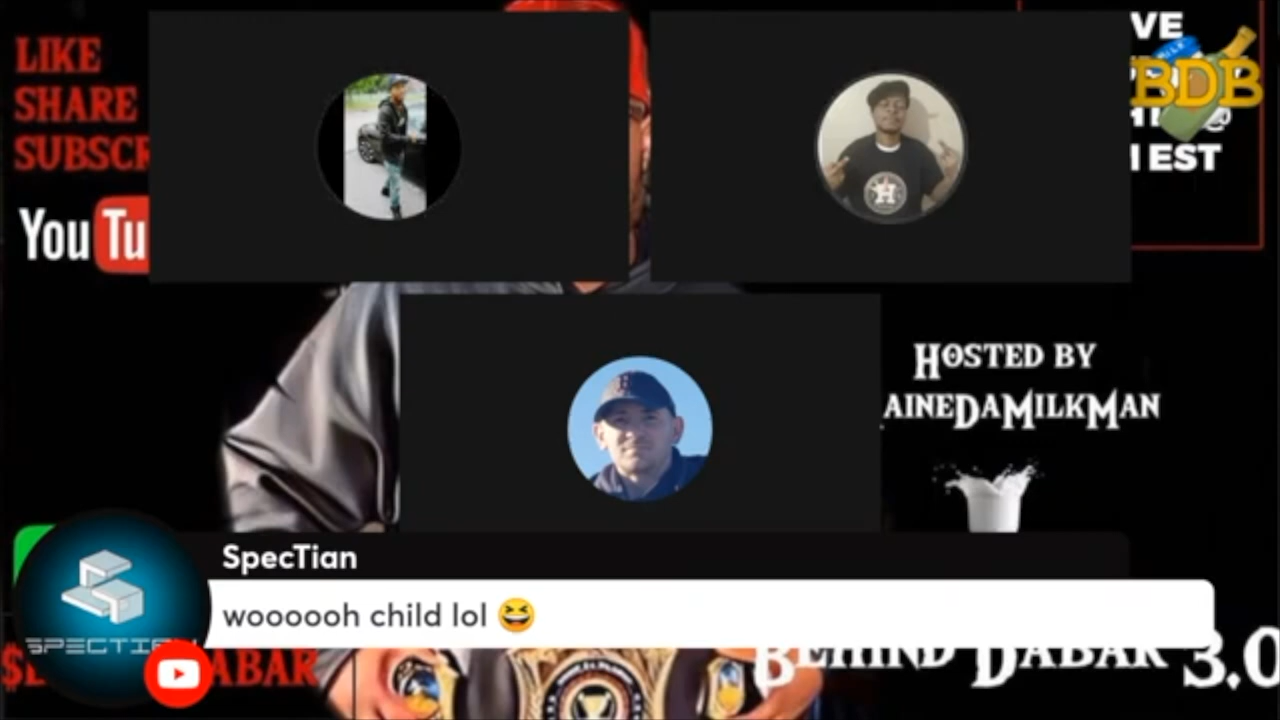 LIKE
SHARE
SUBSCR
YouTu
VE
BDB
@
EST
H
HOSTED BY
AINEDAMILKMAN
SpecTian
woooooh child lol 😆
SPECTIAN
ABAR
BEHIND DABAR 3.0